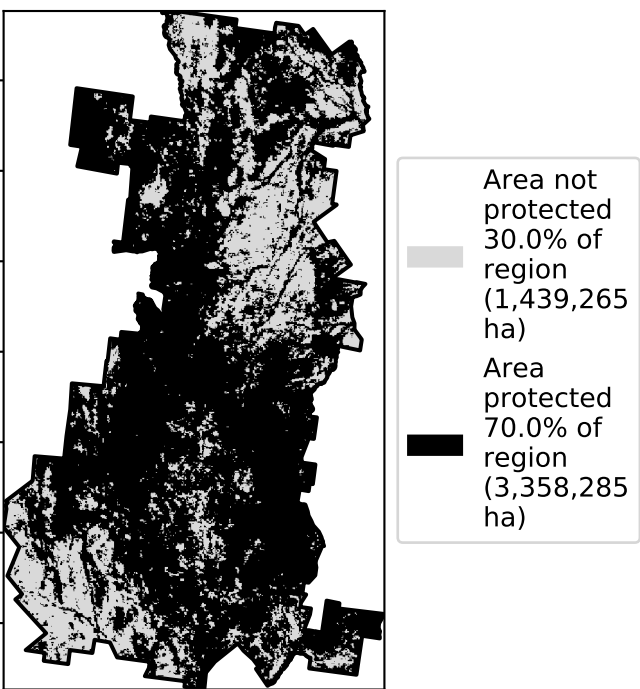 Area not
protected
30.0% of
region
(1,439,265
ha)
Area
protected
70.0% of
region
(3,358,285
ha)